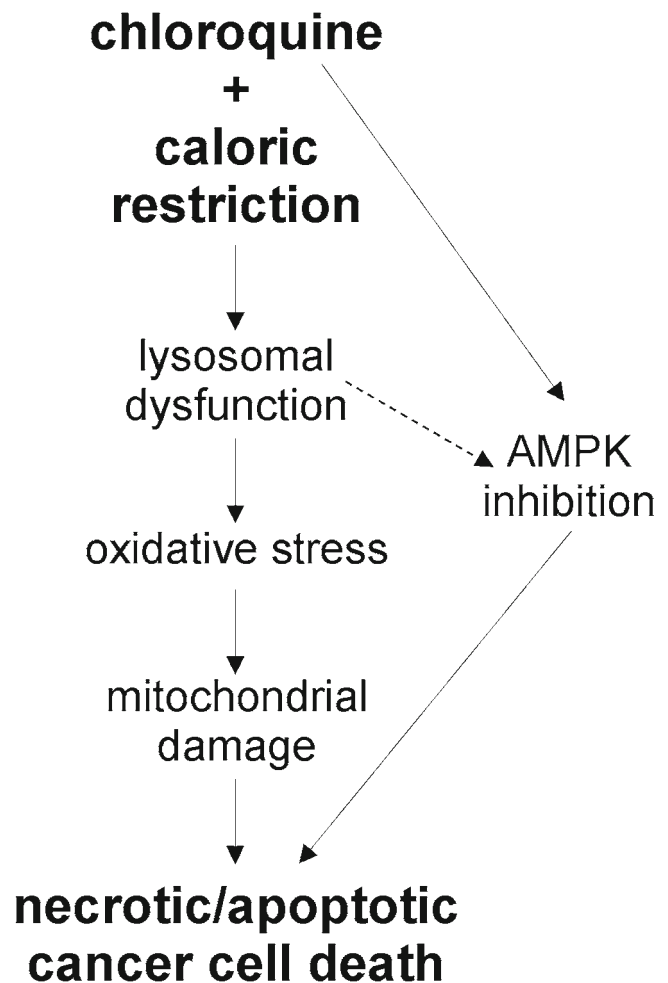 chloroquine
+
caloric
restriction
lysosomal
dysfunction
AMPK
inhibition
oxidative stress
mitochondrial
damage
necrotic/apoptotic
cancer cell death